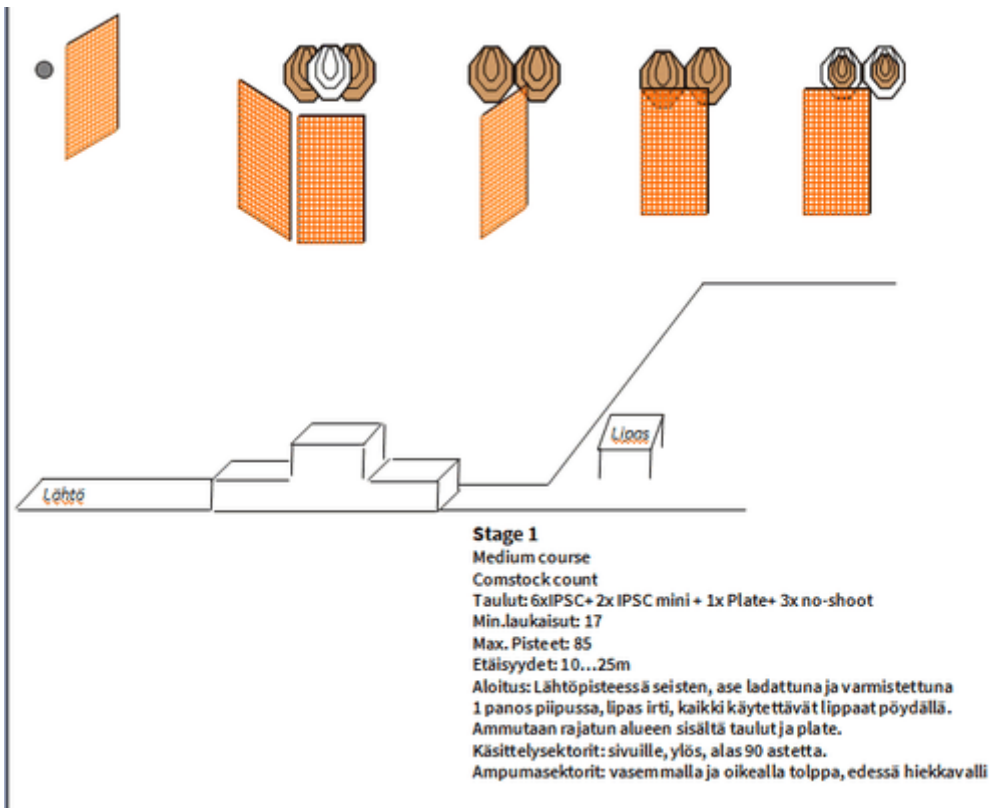 Lipas
Lähtö
Stage 1
Medium course
Comstock count
Taulut: 6xIPSC+ 2x IPSC mini + 1x Plate+ 3x no-shoot
Min.laukaisut: 17
Max. Pisteet: 85
Etäisyydet: 10...25m
Aloitus: Lähtöpisteessä seisten, ase ladattuna ja varmistettuna
1 panos piipussa, lipas irti, kaikki käytettävät lippaat pöydällä.
Ammutaan rajatun alueen sisältä taulut ja plate.
Käsittelysektorit: sivuille, ylös, alas 90 astetta.
Ampumasektorit: vasemmalla ja oikealla tolppa, edessä hiekkavalli